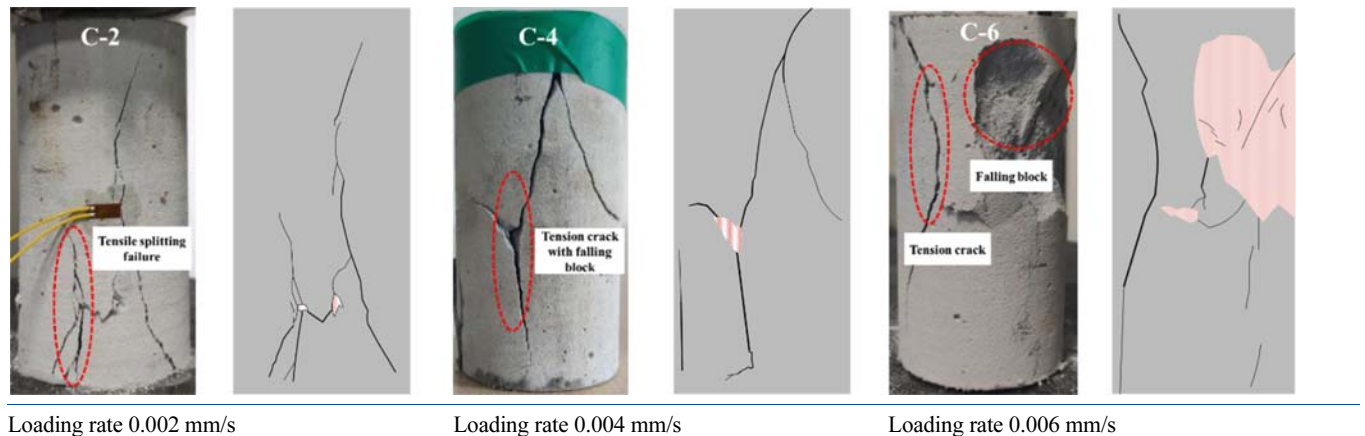 C-2
Tensile splitting
failure
C-4
Tension crack
with falling
block
C-6
Falling block
Tension crack
Loading rate 0.002 mm/s
Loading rate 0.004 mm/s
Loading rate 0.006 mm/s